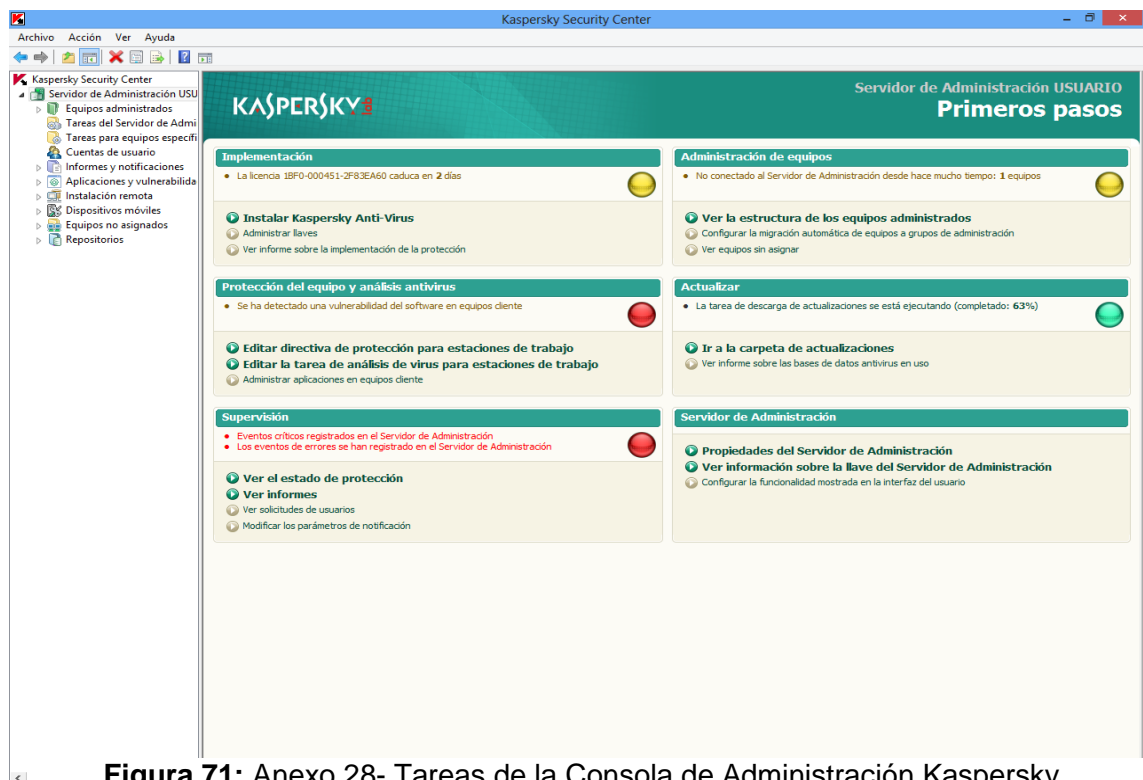 Kaspersky Security Center
Archivo Acción Ver Ayuda
Kaspersky Security Center
Servidor de Administración USU
Equipos administrados
Tareas del Servidor de Admi
Tareas para equipos específi
Cuentas de usuario
Informes y notificaciones
Aplicaciones y vulnerabilida
Instalación remota
Dispositivos móviles
Equipos no asignados
Repositorios
KASPERSKY lab
Servidor de Administración USUARIO
Primeros pasos
Implementación
• La licencia 1BF0-000451-2F83EA60 caduca en 2 días
Instalar Kaspersky Anti-Virus
Administrar llaves
Ver informe sobre la implementación de la protección
Administración de equipos
• No conectado al Servidor de Administración desde hace mucho tiempo: 1 equipos
Ver la estructura de los equipos administrados
Configurar la migración automática de equipos a grupos de administración
Ver equipos sin asignar
Protección del equipo y análisis antivirus
• Se ha detectado una vulnerabilidad del software en equipos cliente
Editar directiva de protección para estaciones de trabajo
Editar la tarea de análisis de virus para estaciones de trabajo
Administrar aplicaciones en equipos cliente
Actualizar
• La tarea de descarga de actualizaciones se está ejecutando (completado: 63%)
Ir a la carpeta de actualizaciones
Ver informe sobre las bases de datos antivirus en uso
Supervisión
• Eventos críticos registrados en el Servidor de Administración
• Los eventos de errores se han registrado en el Servidor de Administración
Ver el estado de protección
Ver informes
Ver solicitudes de usuarios
Modificar los parámetros de notificación
Servidor de Administración
Propiedades del Servidor de Administración
Ver información sobre la llave del Servidor de Administración
Configurar la funcionalidad mostrada en la interfaz del usuario
Figura 71: Anexo 28- Tareas de la Consola de Administración Kaspersky